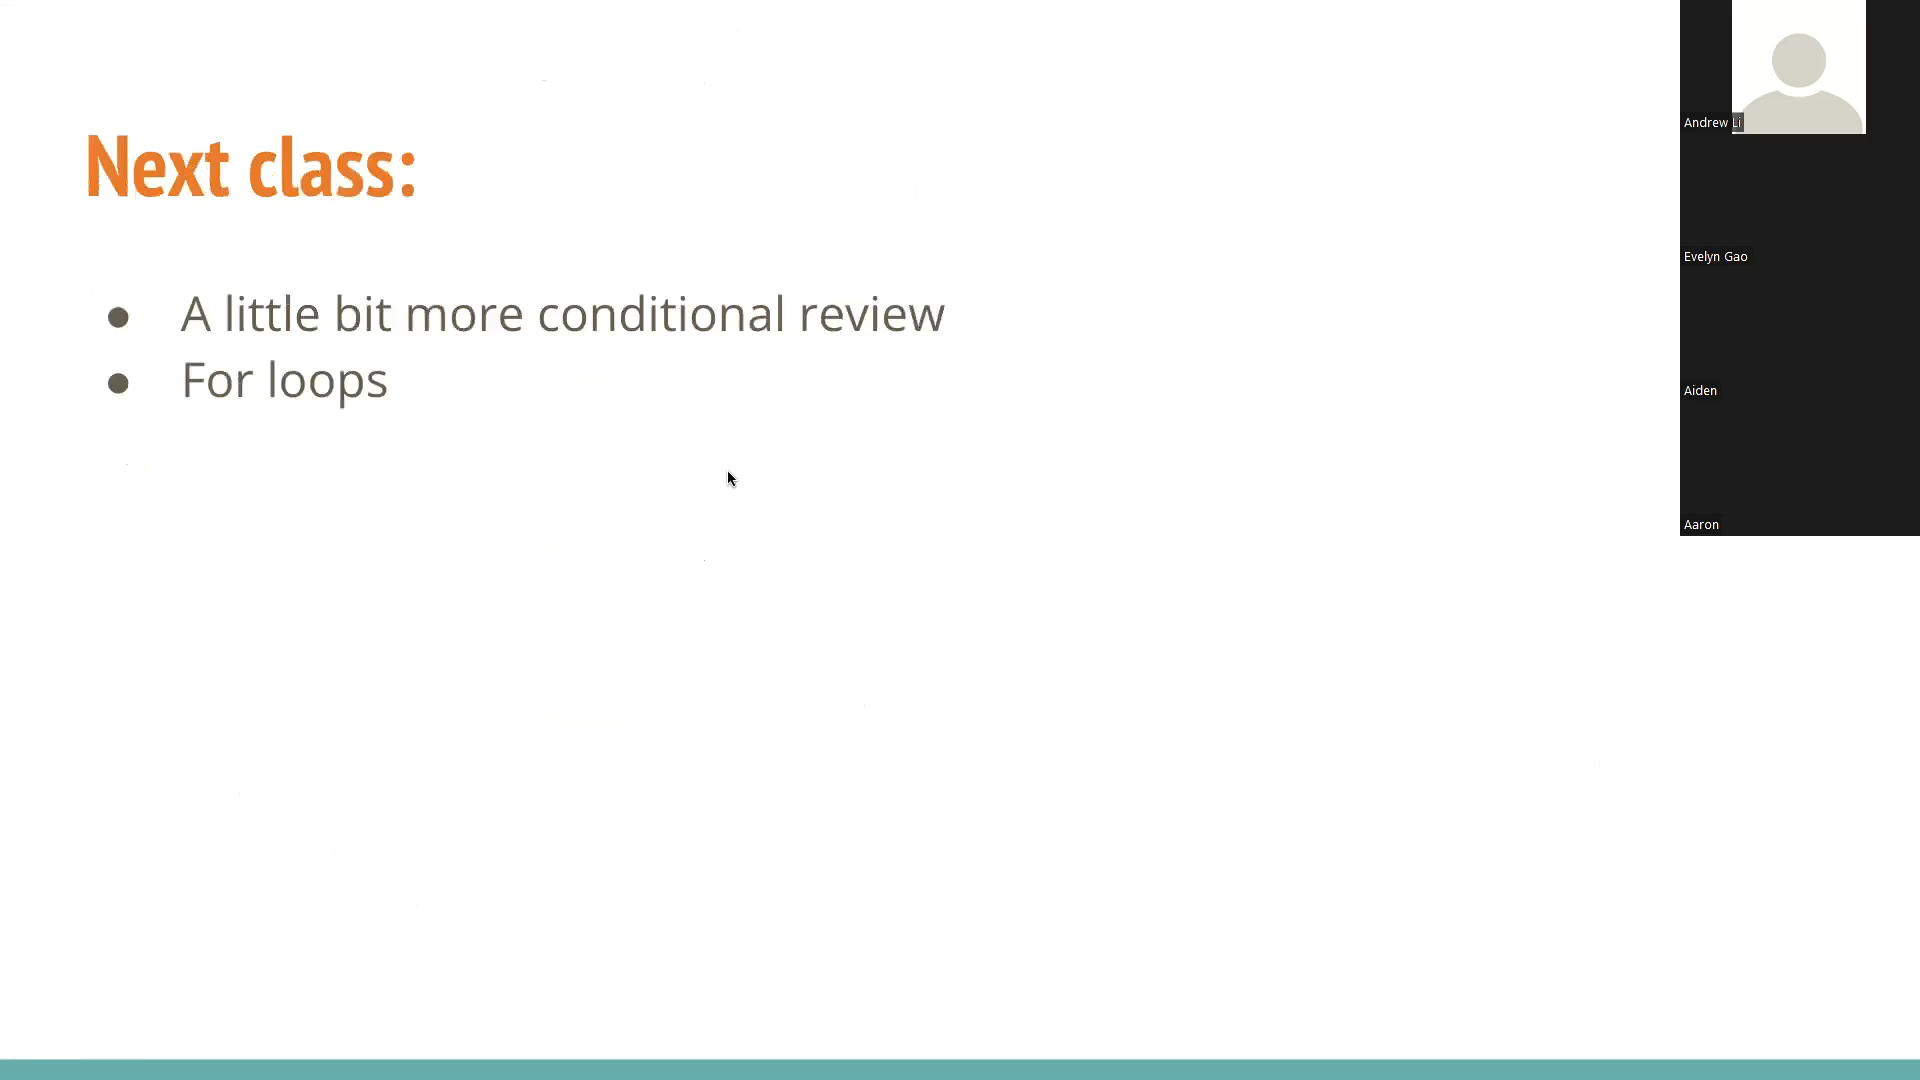 Next class:
● A little bit more conditional review
● For loops
Andrew Li
Evelyn Gao
Aiden
Aaron